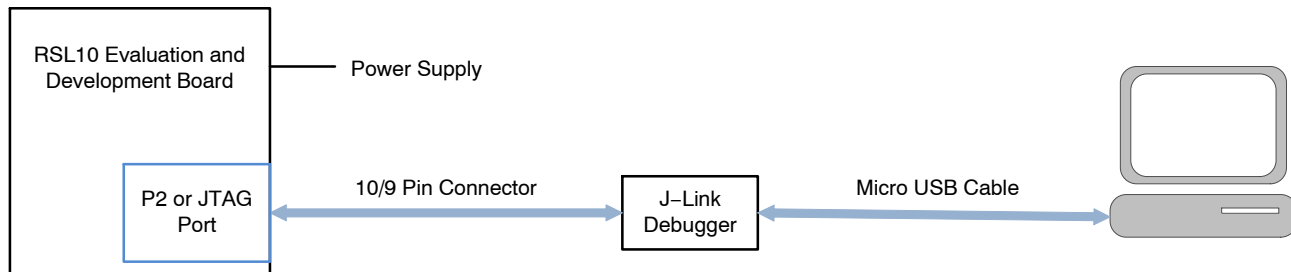 RSL10 Evaluation and
Development Board
Power Supply
P2 or JTAG
Port
10/9 Pin Connector
J−Link
Debugger
Micro USB Cable